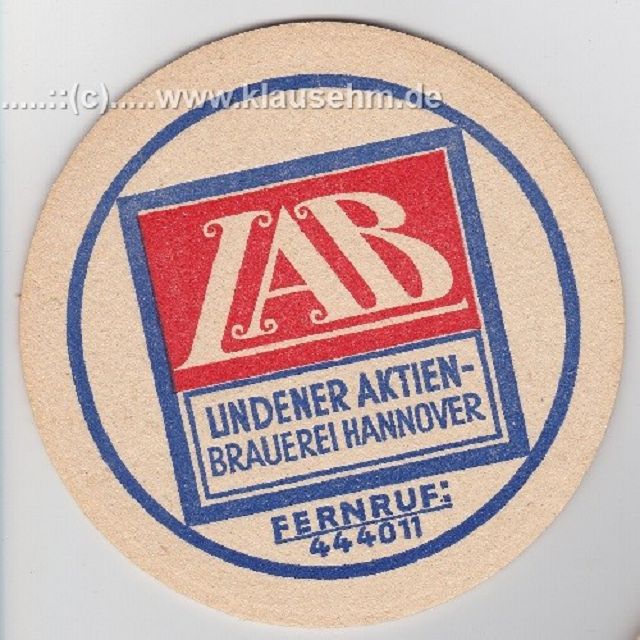 .....::(c).....www.klausehm.de
LAB
LINDENER AKTIEN-
BRAUEREI HANNOVER
FERNRUF:
444011